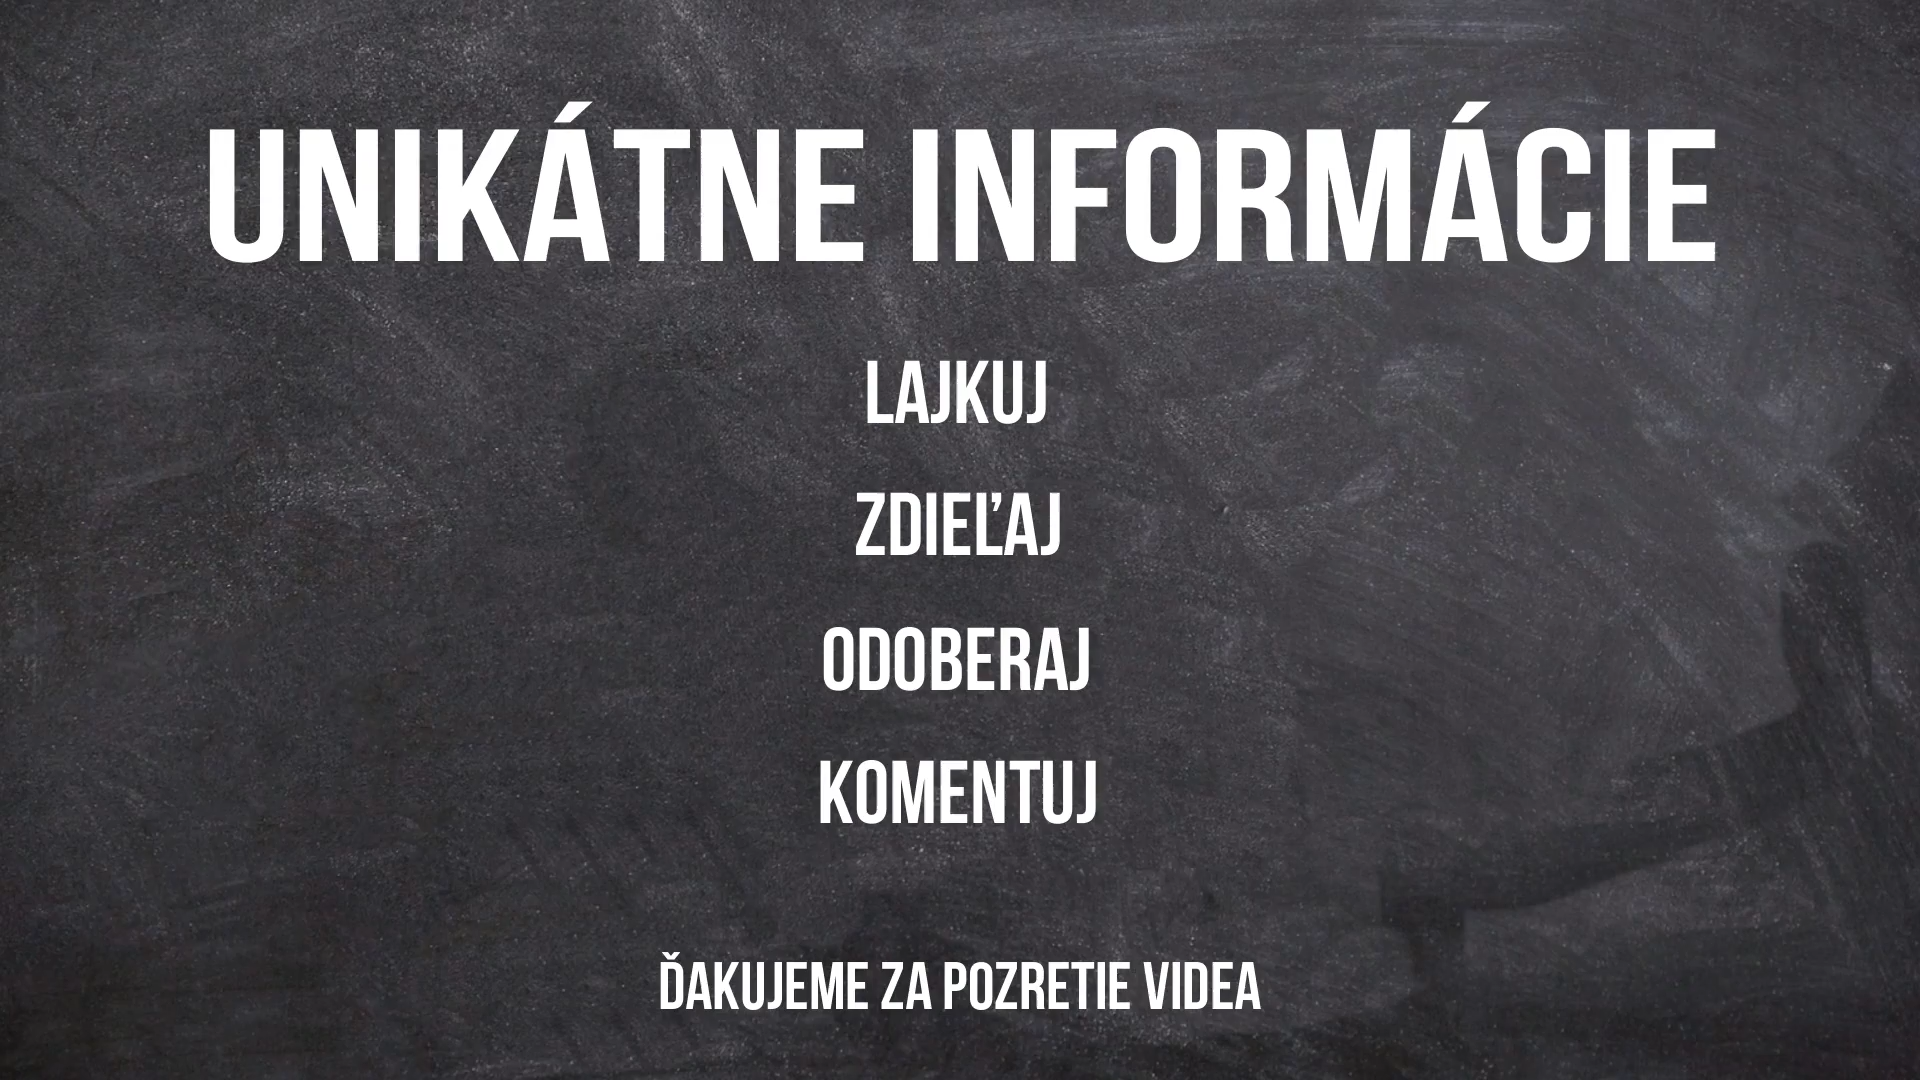 UNIKÁTNE INFORMÁCIE
LAJKUJ
ZDIEĽAJ
ODOBERAJ
KOMENTUJ
ĎAKUJEME ZA POZRETIE VIDEA